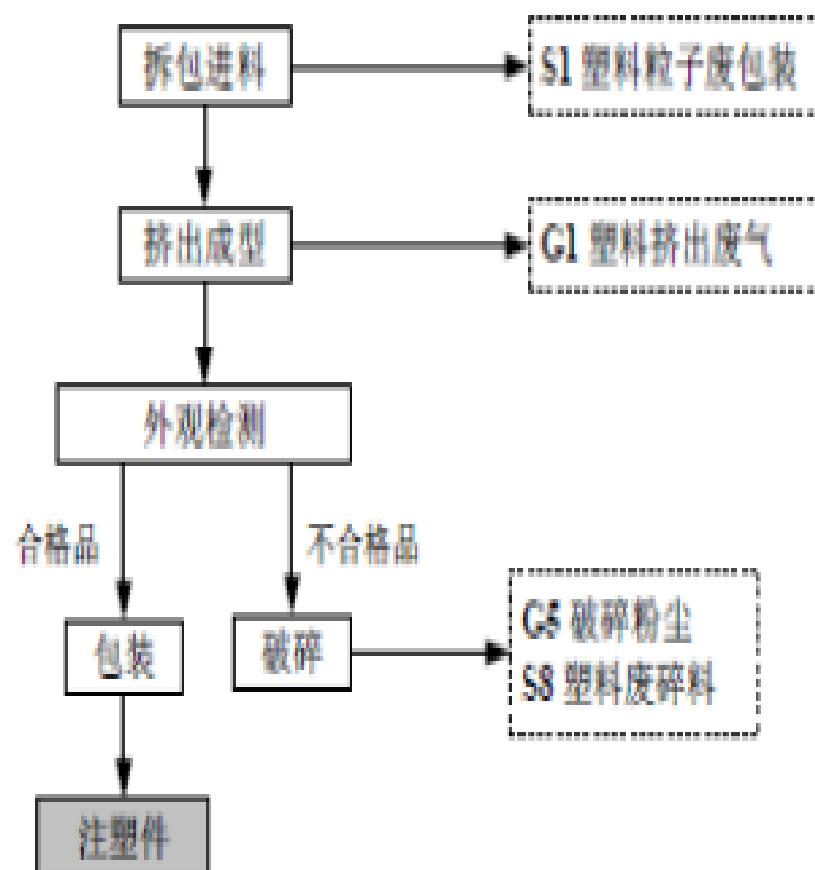 拆包进料
S1 塑料粒子废包装
挤出成型
G1 塑料挤出废气
外观检测
合格品
不合格品
包装
破碎
G5 破碎粉尘
S8 塑料废碎料
注塑件